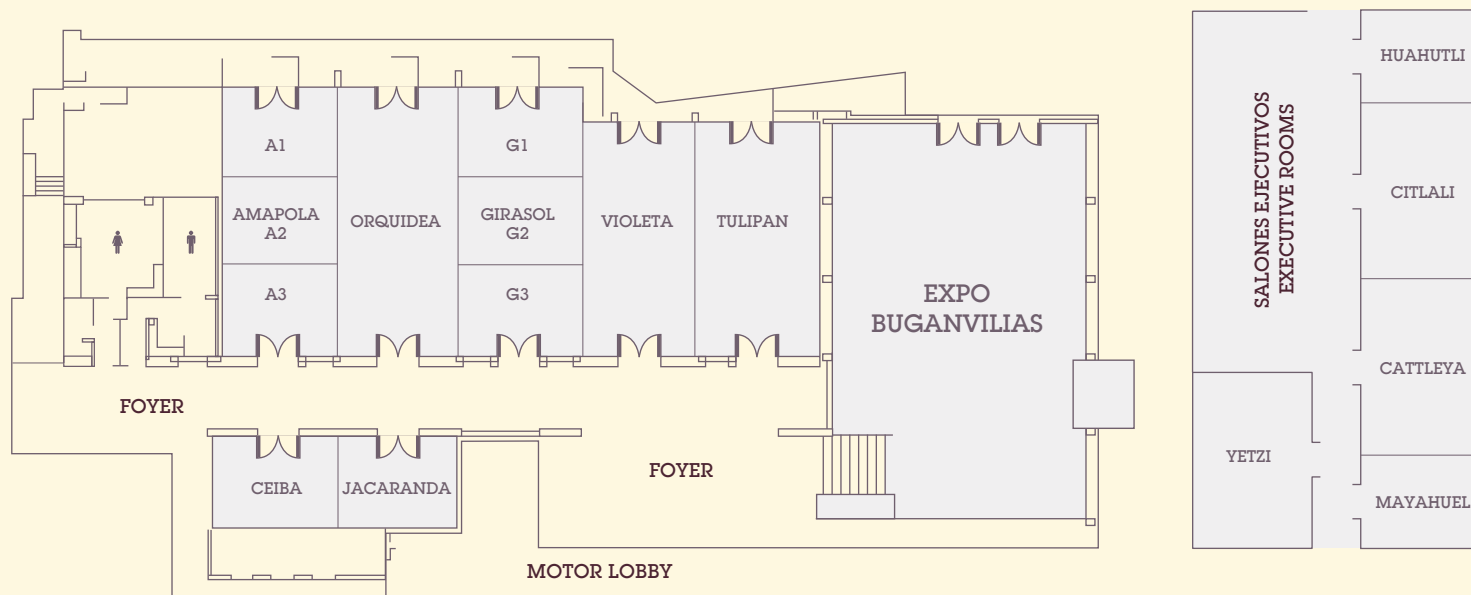 A1
AMAPOLA
A2
A3
ORQUIDEA
G1
GIRASOL
G2
G3
VIOLETA
TULIPAN
EXPO
BUGANVILIAS
FOYER
CEIBA
JACARANDA
FOYER
MOTOR LOBBY
SALONES EJECUTIVOS
EXECUTIVE ROOMS
HUAHUTLI
CITLALI
CATTLEYA
YETZI
MAYAHUEL